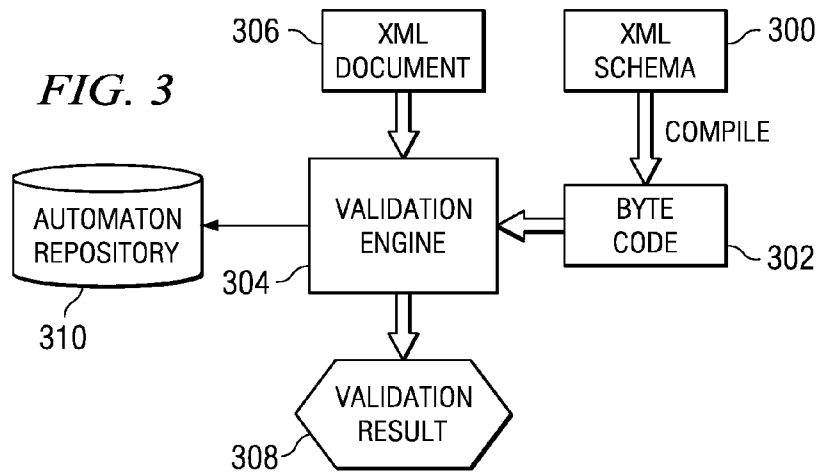 306
XML
DOCUMENT
XML
SCHEMA
300
FIG. 3
COMPILE
AUTOMATON
REPOSITORY
310
VALIDATION
ENGINE
304
BYTE
CODE
302
VALIDATION
RESULT
308